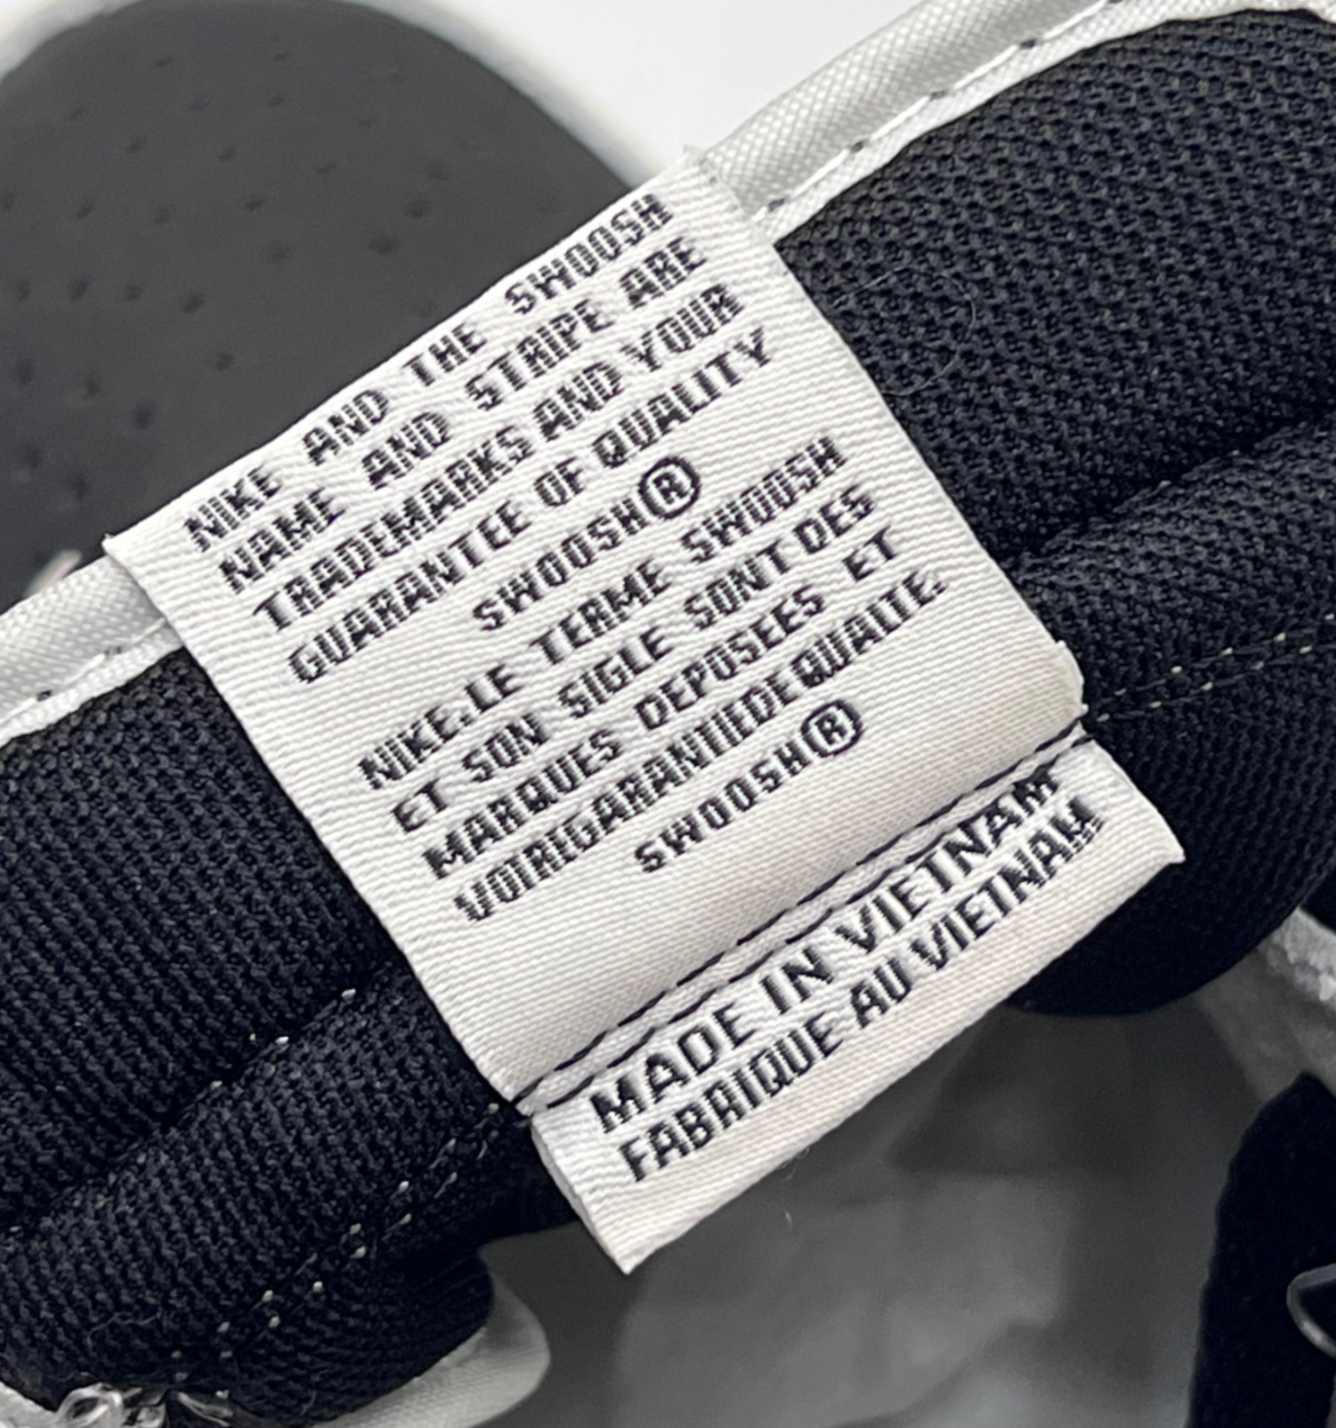 NIKE AND THE SWOOSH
NAME AND STRIPE ARE
TRADEMARKS AND YOUR
GUARANTEE OF QUALITY
SWOOSH®
NIKE.LE TERME SWOOSH
ET SON SIGLE SONT DES
MARQUES DEPOSEES ET
VOTREGARANTIEDEQUALITE.
SWOOSH®
MADE IN VIETNAM
FABRIQUE AU VIETNAM